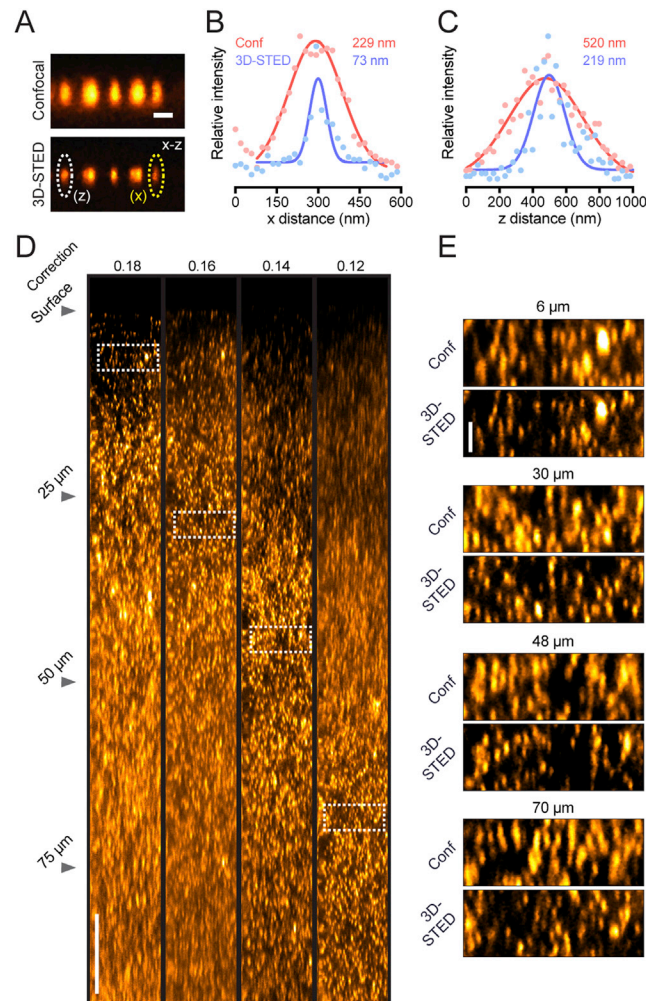 A
Confocal
3D-STED
x-z
(z)
(x)
B
Relative intensity
Conf 229 nm
3D-STED 73 nm
0 300 600
x distance (nm)
C
Relative intensity
520 nm
219 nm
0 200 400 600 800 1000
z distance (nm)
D
Correction
0.18 0.16 0.14 0.12
Surface
25 µm
50 µm
75 µm
E
6 µm
Conf
3D-
STED
30 µm
Conf
3D-
STED
48 µm
Conf
3D-
STED
70 µm
Conf
3D-
STED